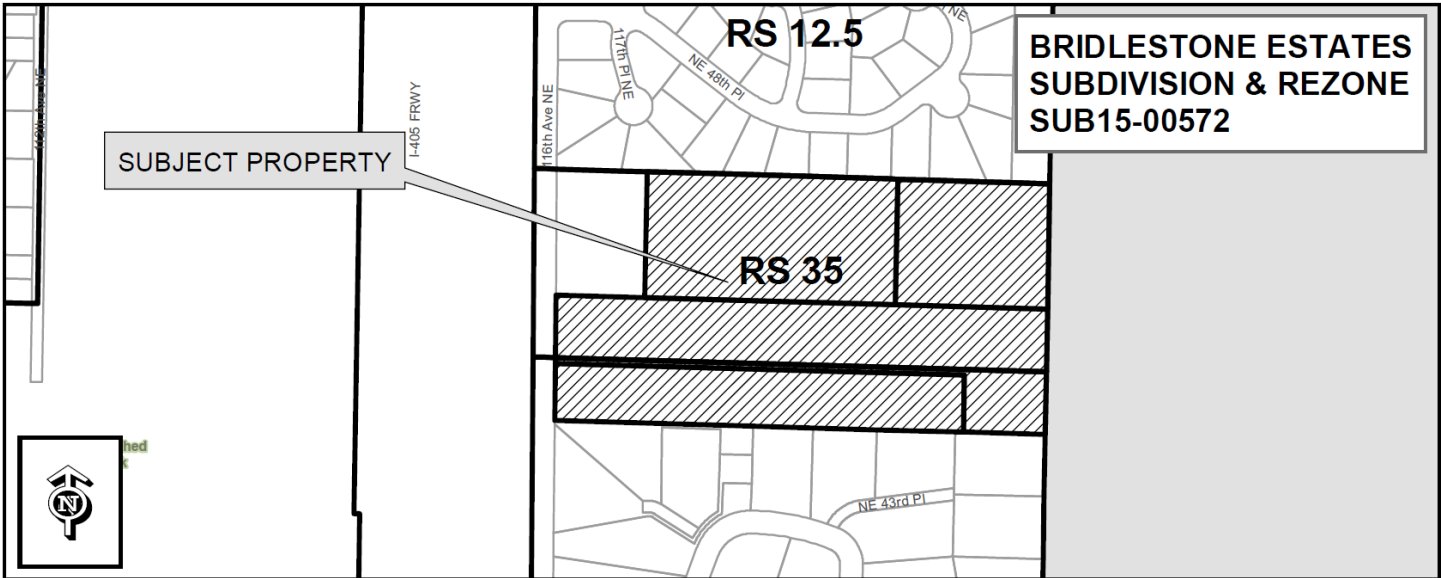 RS 12.5
BRIDLESTONE ESTATES
SUBDIVISION & REZONE
SUB15-00572
117th Pl NE
NE 48th Pl
NE
I-405 FRWY
116th Ave NE
SUBJECT PROPERTY
RS 35
NE 43rd Pl
hed
N